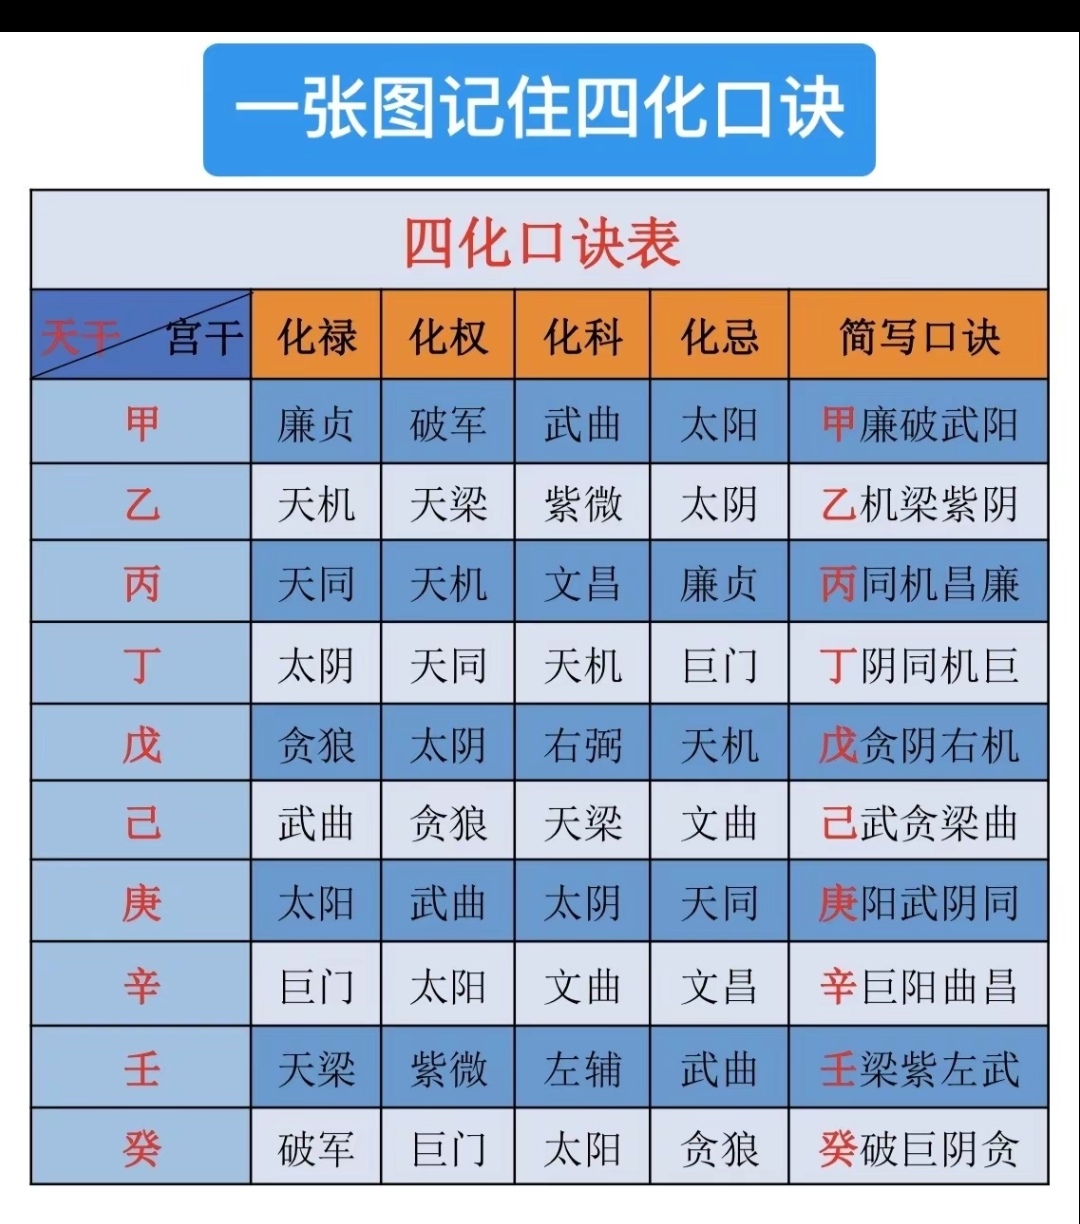 一张图记住四化口诀
四化口诀表
天干 宫干 化禄 化权 化科 化忌 简写口诀
甲 廉贞 破军 武曲 太阳 甲廉破武阳
乙 天机 天梁 紫微 太阴 乙机梁紫阴
丙 天同 天机 文昌 廉贞 丙同机昌廉
丁 太阴 天同 天机 巨门 丁阴同机巨
戊 贪狼 太阴 右弼 天机 戊贪阴右机
己 武曲 贪狼 天梁 文曲 己武贪梁曲
庚 太阳 武曲 太阴 天同 庚阳武阴同
辛 巨门 太阳 文曲 文昌 辛巨阳曲昌
壬 天梁 紫微 左辅 武曲 壬梁紫左武
癸 破军 巨门 太阳 贪狼 癸破巨阴贪